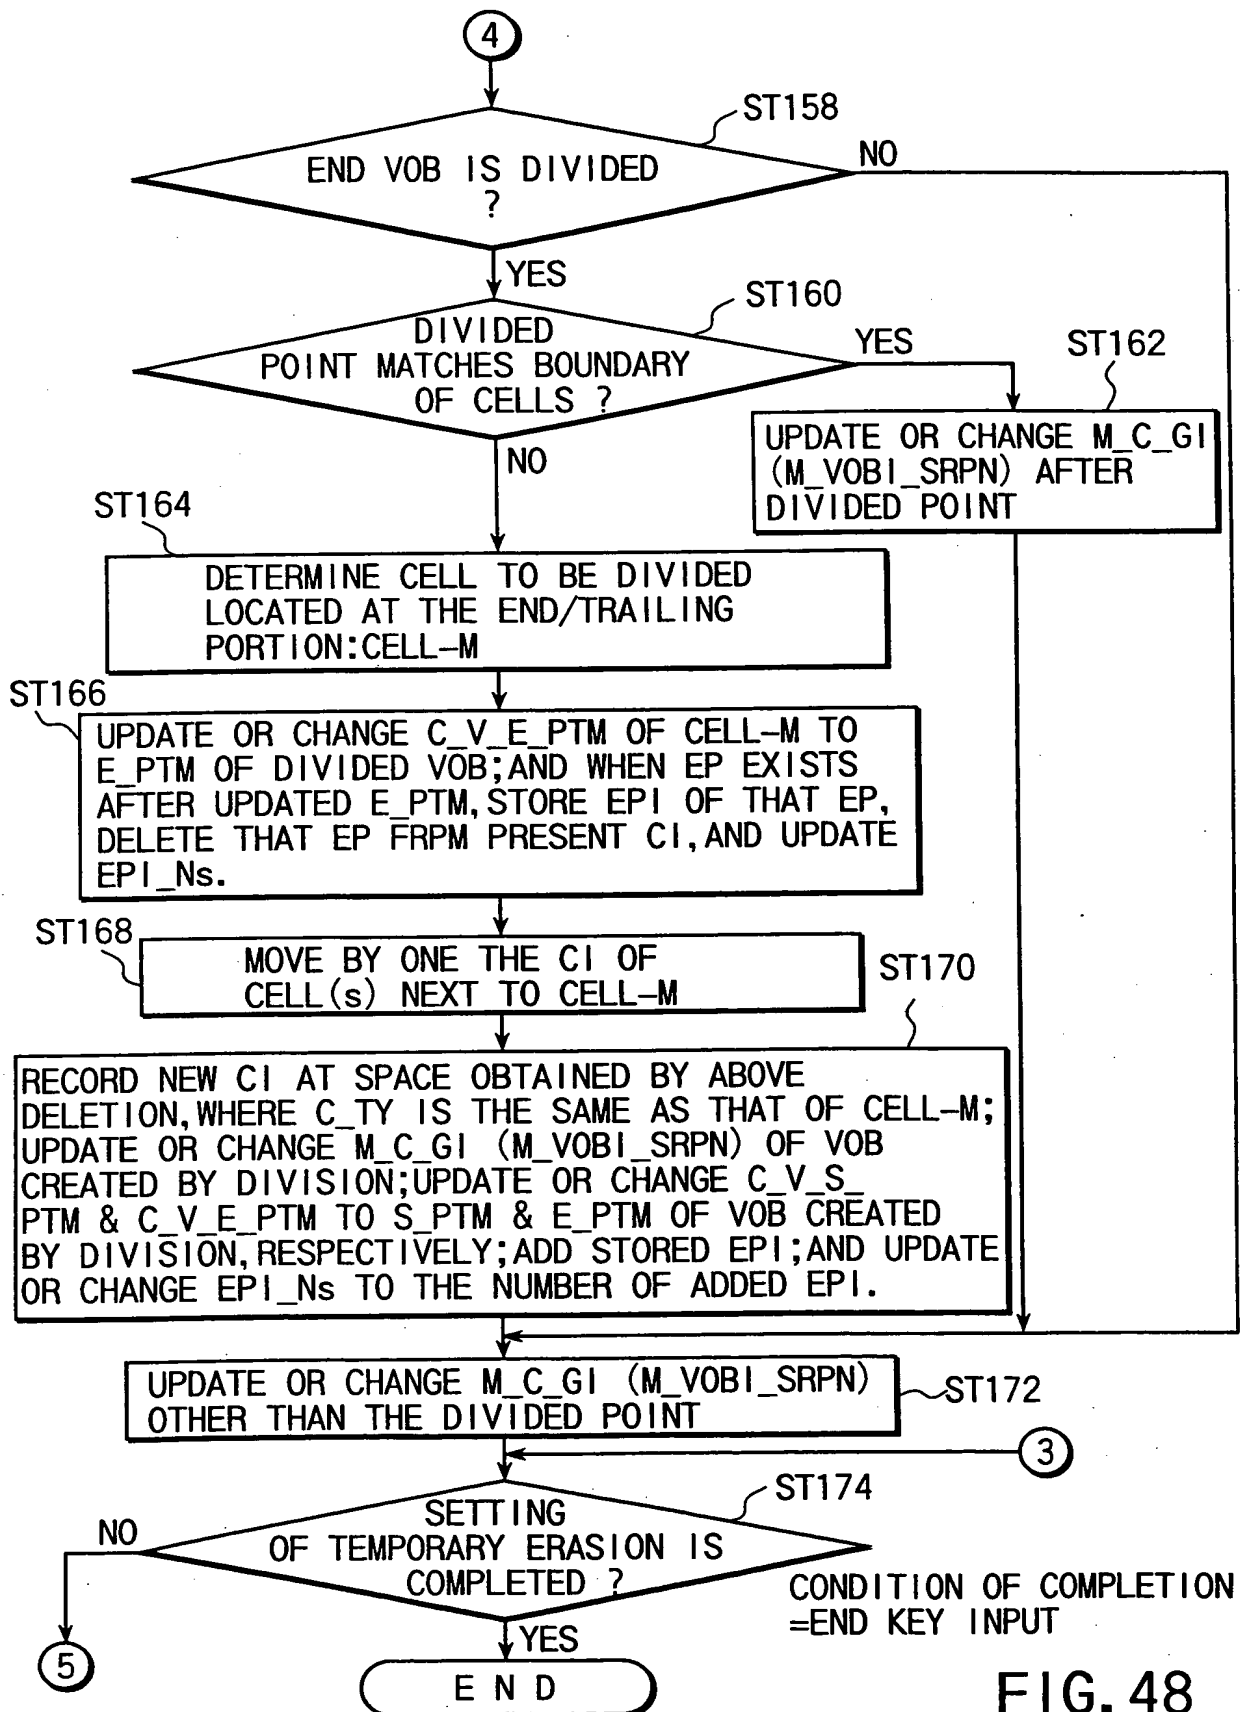 4
ST158
END VOB IS DIVIDED
?
NO
YES
ST160
DIVIDED
POINT MATCHES BOUNDARY
OF CELLS ?
YES
ST162
UPDATE OR CHANGE M_C_GI
(M_VOBI_SRPN) AFTER
DIVIDED POINT
NO
ST164
DETERMINE CELL TO BE DIVIDED
LOCATED AT THE END/TRAILING
PORTION:CELL-M
ST166
UPDATE OR CHANGE C_V_E_PTM OF CELL-M TO
E_PTM OF DIVIDED VOB;AND WHEN EP EXISTS
AFTER UPDATED E_PTM, STORE EPI OF THAT EP,
DELETE THAT EP FRPM PRESENT CI, AND UPDATE
EPI_Ns.
ST168
MOVE BY ONE THE CI OF
CELL(s) NEXT TO CELL-M
ST170
RECORD NEW CI AT SPACE OBTAINED BY ABOVE
DELETION, WHERE C_TY IS THE SAME AS THAT OF CELL-M;
UPDATE OR CHANGE M_C_GI (M_VOBI_SRPN) OF VOB
CREATED BY DIVISION;UPDATE OR CHANGE C_V_S_
PTM & C_V_E_PTM TO S_PTM & E_PTM OF VOB CREATED
BY DIVISION, RESPECTIVELY;ADD STORED EPI;AND UPDATE
OR CHANGE EPI_Ns TO THE NUMBER OF ADDED EPI.
UPDATE OR CHANGE M_C_GI (M_VOBI_SRPN)
OTHER THAN THE DIVIDED POINT
ST172
3
ST174
SETTING
OF TEMPORARY ERASION IS
COMPLETED ?
NO
CONDITION OF COMPLETION
=END KEY INPUT
5
YES
END
FIG. 48